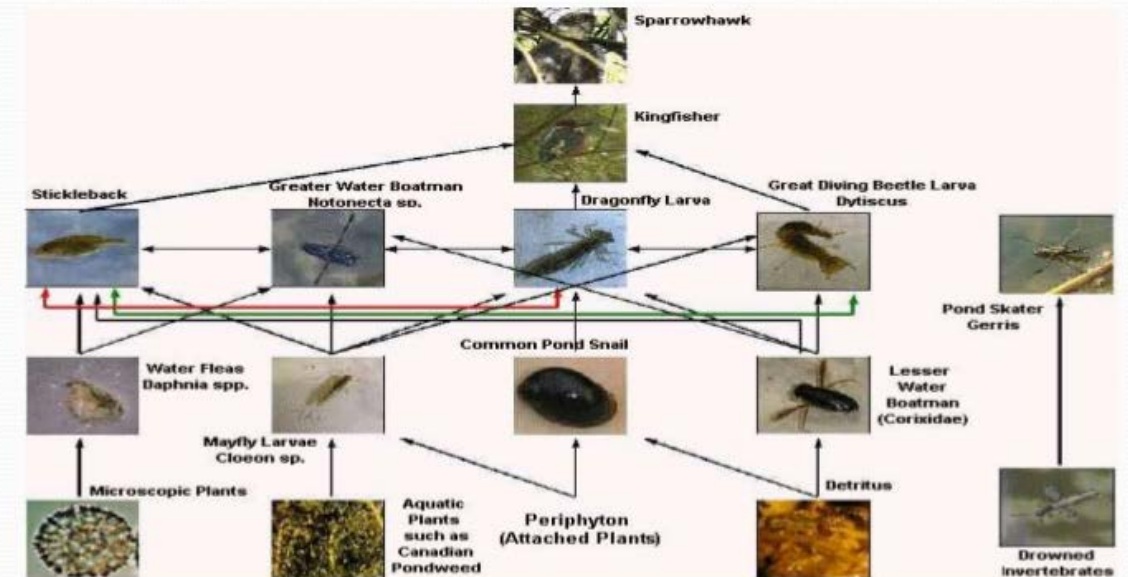 Sparrowhawk
Kingfisher
Stickleback
Greater Water Boatman
Notonecta sp.
Dragonfly Larva
Great Diving Beetle Larva
Dytiscus
Pond Skater
Gerris
Water Fleas
Daphnia spp.
Mayfly Larvae
Cloeon sp.
Common Pond Snail
Lesser
Water
Boatman
(Corixidae)
Microscopic Plants
Aquatic
Plants
such as
Canadian
Pondweed
Periphyton
(Attached Plants)
Detritus
Drowned
Invertebrates